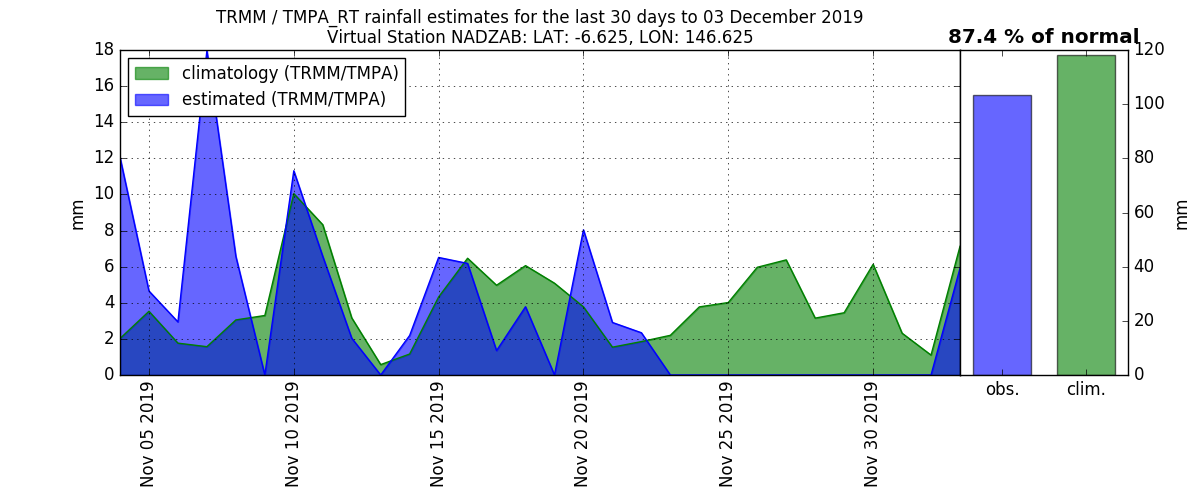 TRMM / TMPA_RT rainfall estimates for the last 30 days to 03 December 2019
Virtual Station NADZAB: LAT: -6.625, LON: 146.625
87.4 % of normal
climatology (TRMM/TMPA)
estimated (TRMM/TMPA)
mm
18
16
14
12
10
8
6
4
2
0
Nov 05 2019
Nov 10 2019
Nov 15 2019
Nov 20 2019
Nov 25 2019
Nov 30 2019
obs.
clim.
120
100
80
60
40
20
0
mm